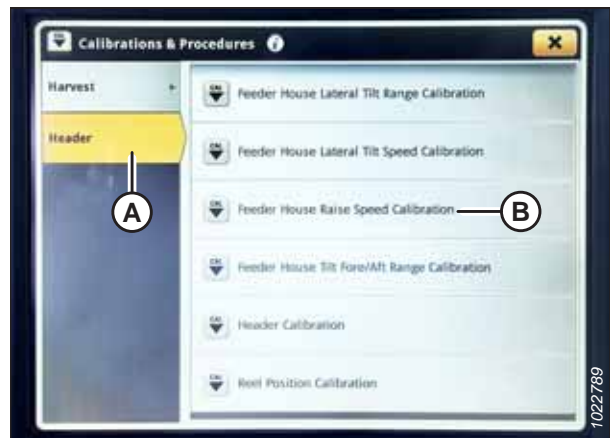 Calibrations & Procedures
Harvest
Header
A
Feeder House Lateral Tilt Range Calibration
Feeder House Lateral Tilt Speed Calibration
Feeder House Raise Speed Calibration
B
Feeder House Tilt Fore/Aft Range Calibration
Header Calibration
Reel Position Calibration
1022789